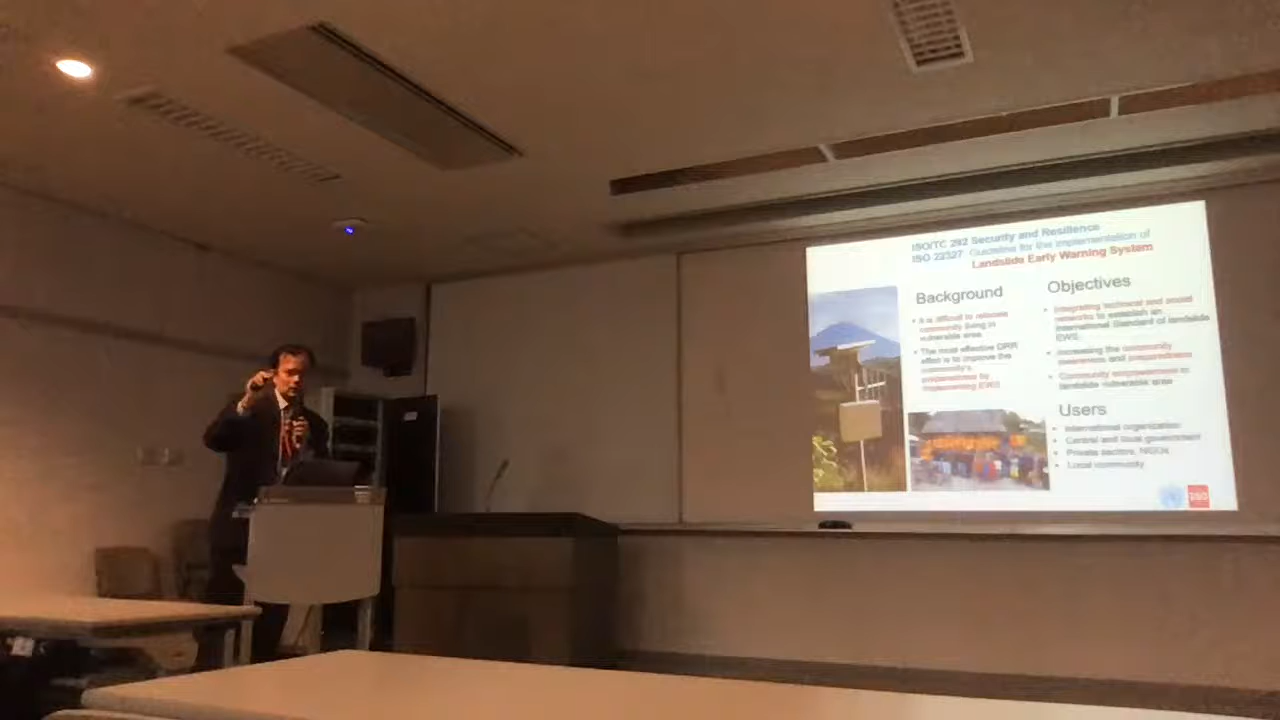 ISO/TC 292 Security and Resilience
ISO 22327 Guideline for the implementation of
Landslide Early Warning System
Background
• It is difficult to relocate
community living in
vulnerable area
• The most effective DRR
effort is to improve the
community's
preparedness by
implementing EWS
Objectives
• Integrating technical and social
networks to establish an
International Standard of landslide
EWS
• Increasing the community
awareness and preparedness
• Community empowerment in
landslide vulnerable area
Users
• International organization
• Central and local government
• Private sectors, NGOs
• Local community
ISO